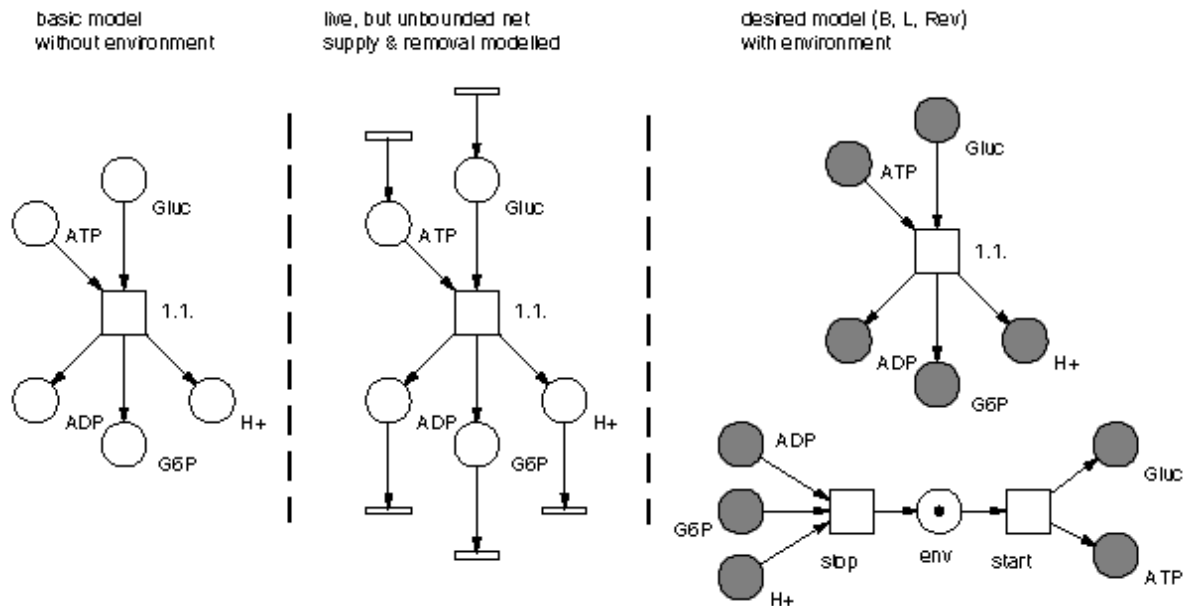 basic model
without environment
live, but unbounded net
supply & removal modelled
desired model (B, L, Rev)
with environment
Gluc
ATP
1.1.
ADP
H+
G6P
Gluc
ATP
1.1.
ADP
H+
G6P
Gluc
ATP
1.1.
ADP
H+
G6P
ADP
G6P
H+
stop
env
start
Gluc
ATP